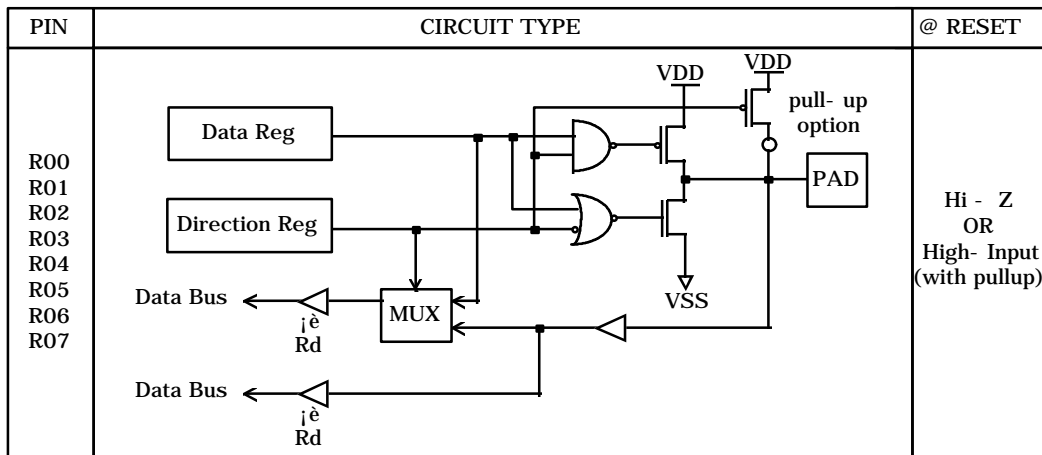 PIN
CIRCUIT TYPE
@ RESET
R00
R01
R02
R03
R04
R05
R06
R07
VDD
VDD
pull- up
option
Data Reg
Direction Reg
PAD
VSS
MUX
Data Bus
¡è
Rd
Data Bus
¡è
Rd
Hi - Z
OR
High- Input
(with pullup)